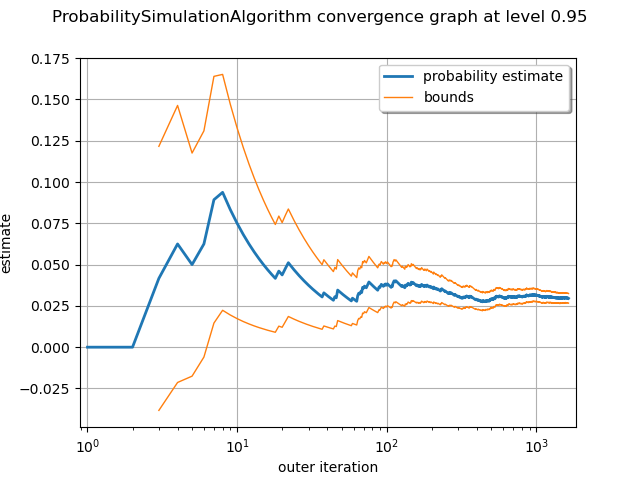 ProbabilitySimulationAlgorithm convergence graph at level 0.95
0.175
0.150
0.125
0.100
0.075
0.050
0.025
0.000
−0.025
estimate
probability estimate
bounds
10⁰
10¹
10²
10³
outer iteration